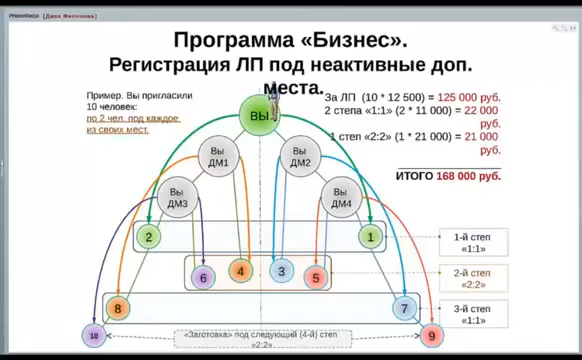 Presentacija [Дина Филонова]
Программа «Бизнес».
Регистрация ЛП под неактивные доп.
места.
Пример. Вы пригласили
10 человек:
по 2 чел. под каждое
из своих мест.
За ЛП (10 * 12 500) = 125 000 руб.
2 степа «1:1» (2 * 11 000) = 22 000
руб.
1 степ «2:2» (1 * 21 000) = 21 000
руб.
ИТОГО 168 000 руб.
ВЫ
Вы
ДМ1
Вы
ДМ2
Вы
ДМ3
Вы
ДМ4
2
1
1-й степ
«1:1»
6
4
3
5
2-й степ
«2:2»
8
7
3-й степ
«1:1»
10
«Заготовка» под следующий (4-й) степ
«2:2»
9